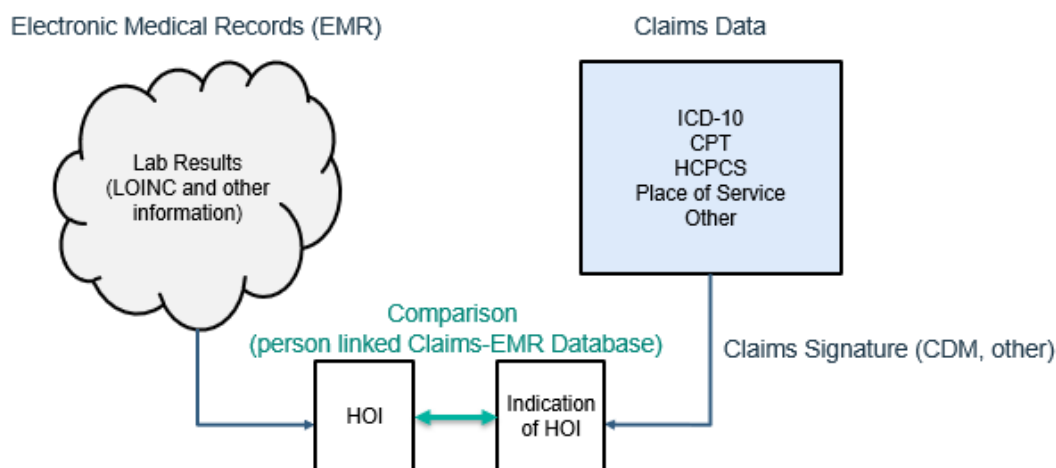 Electronic Medical Records (EMR)
Claims Data
Lab Results
(LOINC and other
information)
ICD-10
CPT
HCPCS
Place of Service
Other
Comparison
(person linked Claims-EMR Database)
Claims Signature (CDM, other)
HOI
Indication
of HOI